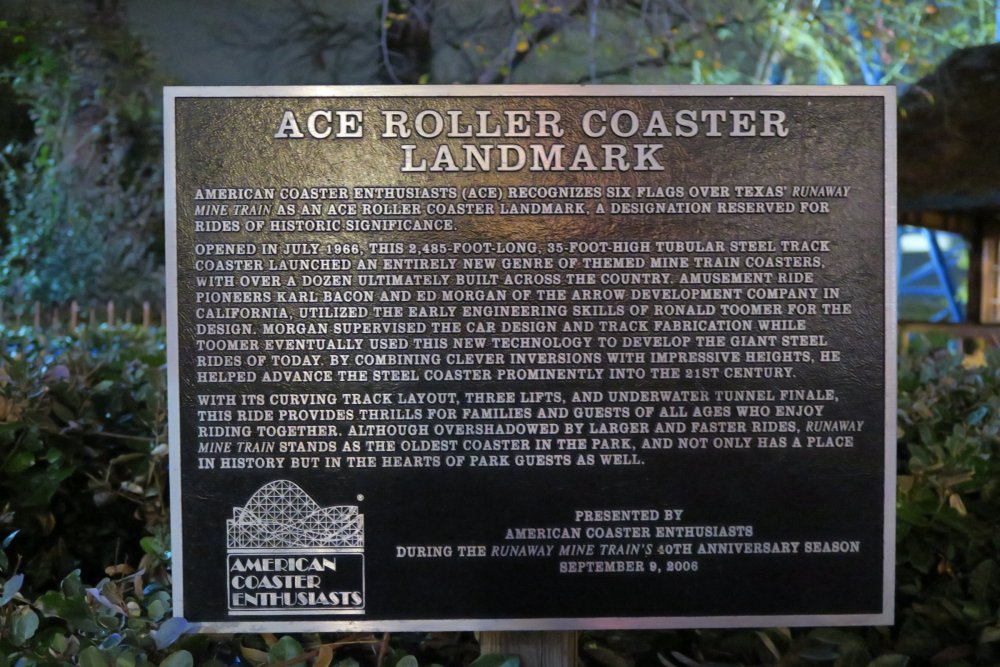 ACE ROLLER COASTER
LANDMARK
AMERICAN COASTER ENTHUSIASTS (ACE) RECOGNIZES SIX FLAGS OVER TEXAS' RUNAWAY
MINE TRAIN AS AN ACE ROLLER COASTER LANDMARK, A DESIGNATION RESERVED FOR
RIDES OF HISTORIC SIGNIFICANCE.
OPENED IN JULY 1966, THIS 2,485-FOOT-LONG, 35-FOOT-HIGH TUBULAR STEEL TRACK
COASTER LAUNCHED AN ENTIRELY NEW GENRE OF THEMED MINE TRAIN COASTERS,
WITH OVER A DOZEN ULTIMATELY BUILT ACROSS THE COUNTRY. AMUSEMENT RIDE
PIONEERS KARL BACON AND ED MORGAN OF THE ARROW DEVELOPMENT COMPANY IN
CALIFORNIA, UTILIZED THE EARLY ENGINEERING SKILLS OF RONALD TOOMER FOR THE
DESIGN. MORGAN SUPERVISED THE CAR DESIGN AND TRACK FABRICATION WHILE
TOOMER EVENTUALLY USED THIS NEW TECHNOLOGY TO DEVELOP THE GIANT STEEL
RIDES OF TODAY. BY COMBINING CLEVER INVERSIONS WITH IMPRESSIVE HEIGHTS, HE
HELPED ADVANCE THE STEEL COASTER PROMINENTLY INTO THE 21ST CENTURY.
WITH ITS CURVING TRACK LAYOUT, THREE LIFTS, AND UNDERWATER TUNNEL FINALE,
THIS RIDE PROVIDES THRILLS FOR FAMILIES AND GUESTS OF ALL AGES WHO ENJOY
RIDING TOGETHER. ALTHOUGH OVERSHADOWED BY LARGER AND FASTER RIDES, RUNAWAY
MINE TRAIN STANDS AS THE OLDEST COASTER IN THE PARK, AND NOT ONLY HAS A PLACE
IN HISTORY BUT IN THE HEARTS OF PARK GUESTS AS WELL.
®
AMERICAN
COASTER
ENTHUSIASTS
PRESENTED BY
AMERICAN COASTER ENTHUSIASTS
DURING THE RUNAWAY MINE TRAIN'S 40TH ANNIVERSARY SEASON
SEPTEMBER 9, 2006